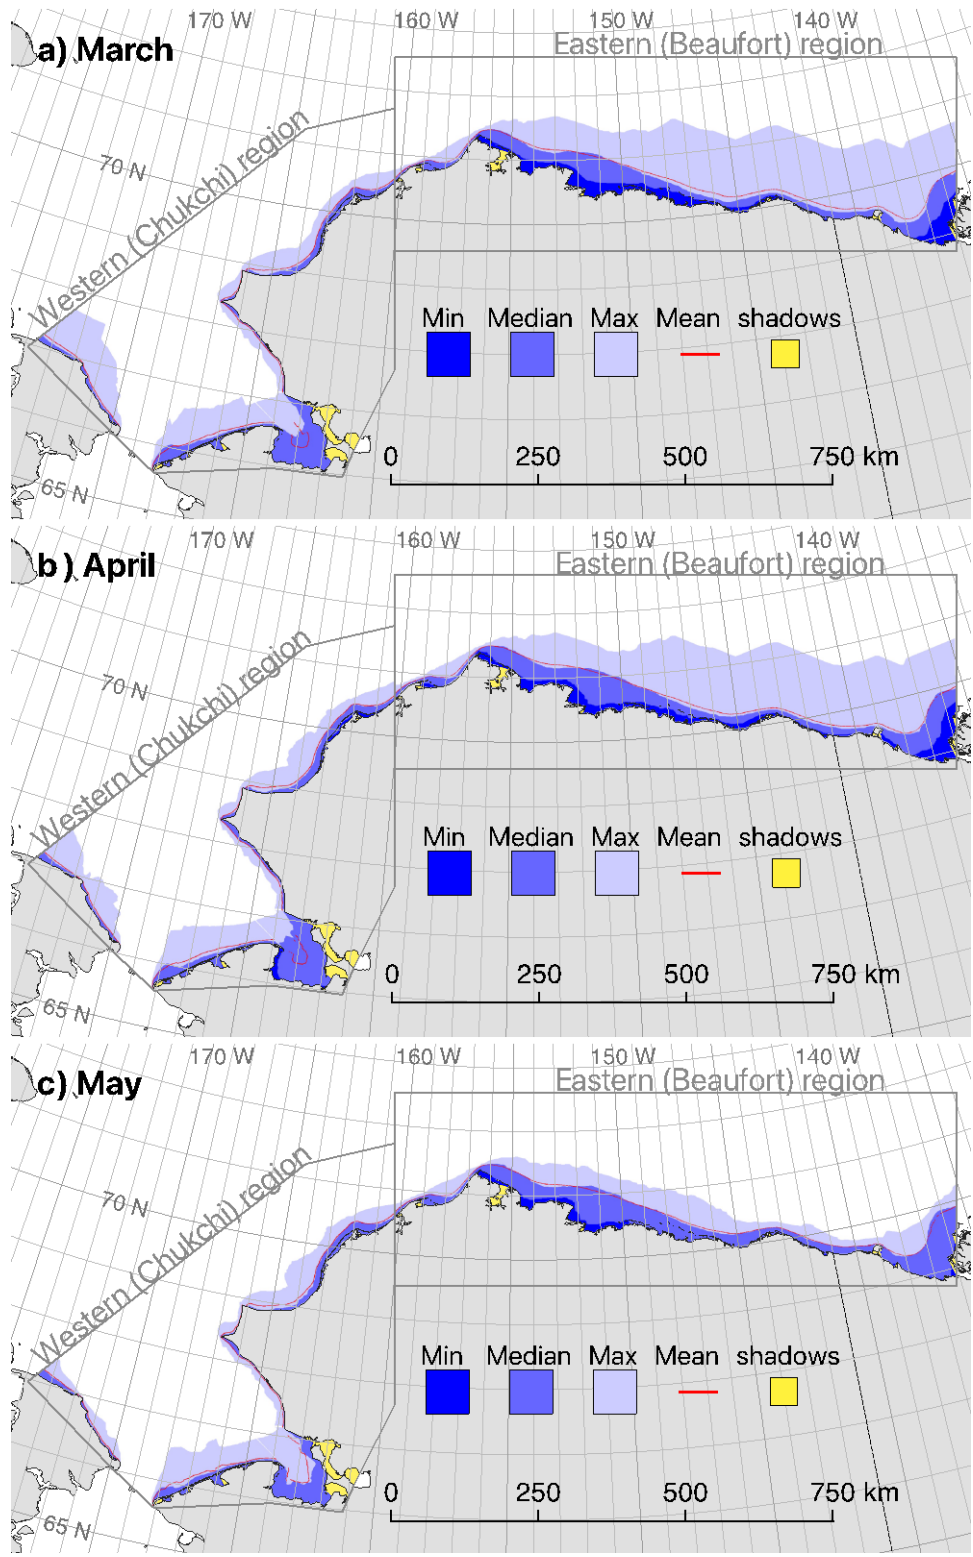 170 W 160 W 150 W 140 W
a) March
Eastern (Beaufort) region
Western (Chukchi) region
70 N
Min Median Max Mean shadows
0 250 500 750 km
65 N
170 W 160 W 150 W 140 W
b) April
Eastern (Beaufort) region
Western (Chukchi) region
70 N
Min Median Max Mean shadows
0 250 500 750 km
65 N
170 W 160 W 150 W 140 W
c) May
Eastern (Beaufort) region
Western (Chukchi) region
70 N
Min Median Max Mean shadows
0 250 500 750 km
65 N